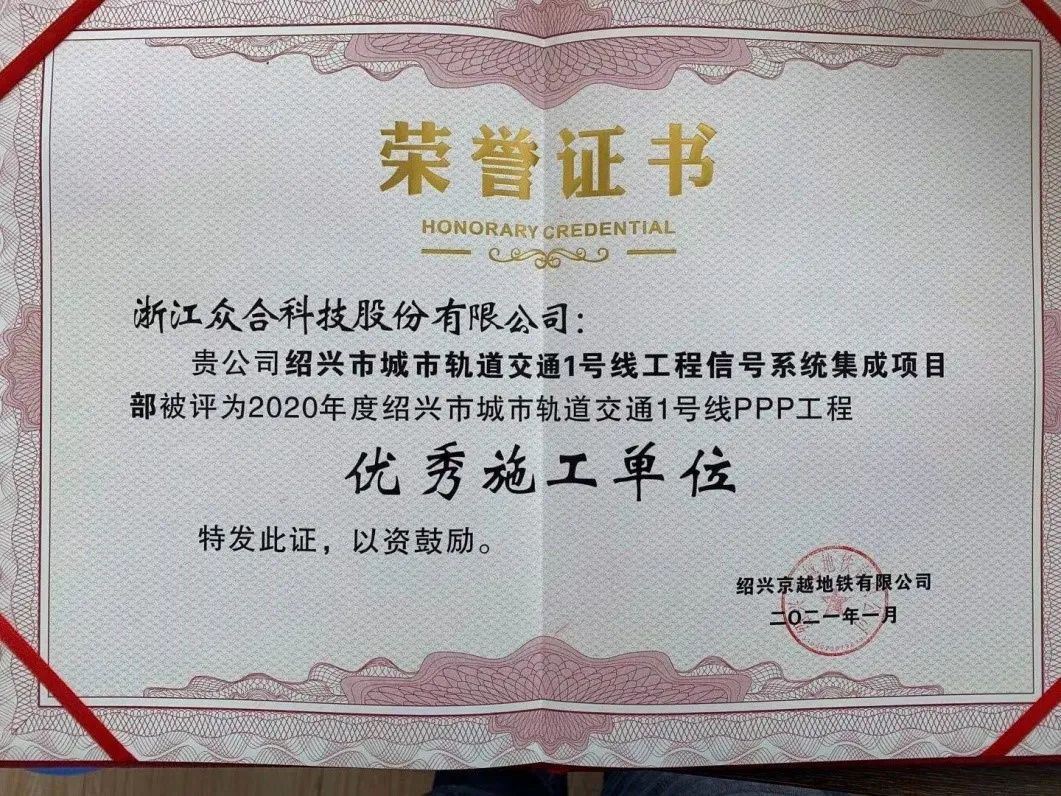 荣誉证书
HONORARY CREDENTIAL
浙江众合科技股份有限公司：
贵公司绍兴市城市轨道交通1号线工程信号系统集成项目
部被评为2020年度绍兴市城市轨道交通1号线PPP工程
优秀施工单位
特发此证，以资鼓励。
绍兴京越地铁有限公司
二〇二一年一月